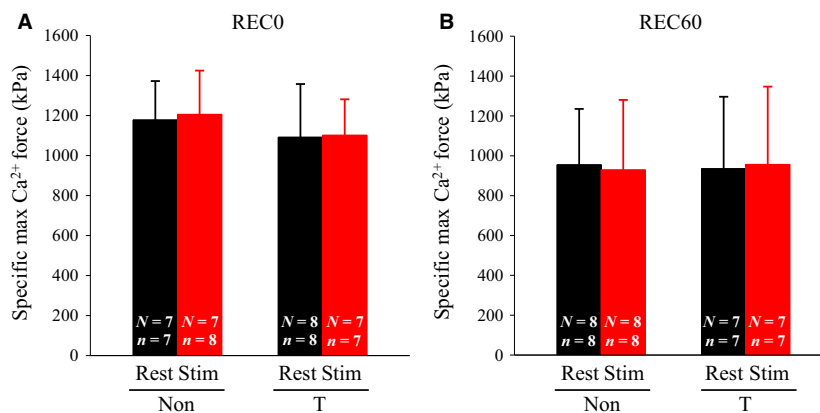 A
REC0
Specific max Ca²⁺ force (kPa)
1600
1400
1200
1000
800
600
400
200
0
N = 7 N = 7 N = 8 N = 7
n = 7 n = 8 n = 8 n = 7
Rest Stim Rest Stim
Non T
B
REC60
Specific max Ca²⁺ force (kPa)
1600
1400
1200
1000
800
600
400
200
0
N = 8 N = 8 N = 7 N = 7
n = 8 n = 8 n = 7 n = 7
Rest Stim Rest Stim
Non T